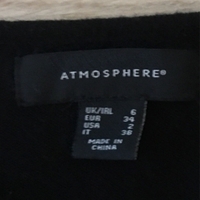 ATMOSPHERE®
UK/IRL 6
EUR 34
USA 2
IT 38
MADE IN
CHINA